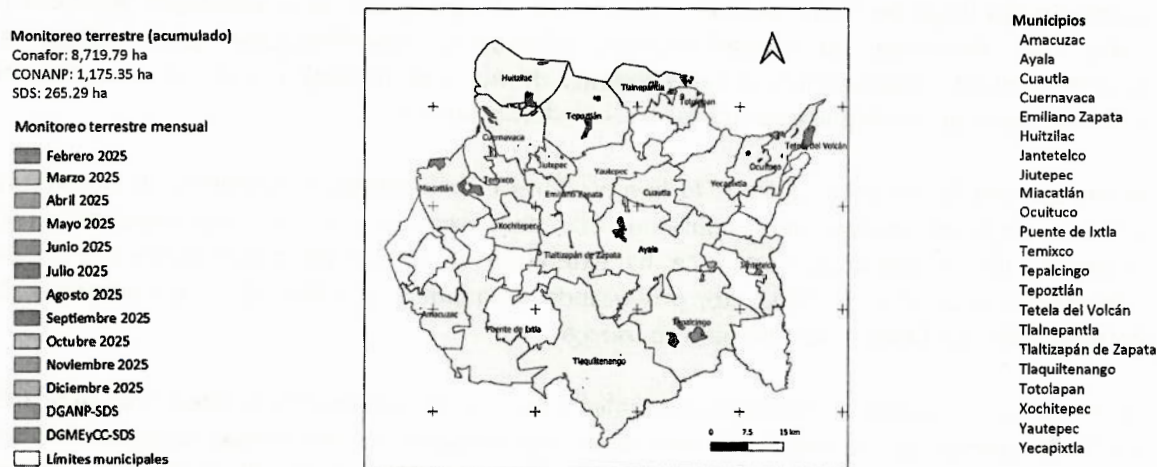 Monitoreo terrestre (acumulado)
Conafor: 8,719.79 ha
CONANP: 1,175.35 ha
SDS: 265.29 ha
Monitoreo terrestre mensual
Febrero 2025
Marzo 2025
Abril 2025
Mayo 2025
Junio 2025
Julio 2025
Agosto 2025
Septiembre 2025
Octubre 2025
Noviembre 2025
Diciembre 2025
DGANP-SDS
DGMEyCC-SDS
Límites municipales
Huitzilac
Tlalnepantla
Totolapan
Tepoztlán
Cuernavaca
Tetela del Volcán
Ocuituco
Jiutepec
Yautepec
Miacatlán
Temixco
Emiliano Zapata
Cuautla
Yecapixtla
Xochitepec
Ayala
Tlaltizapán de Zapata
Jantetelco
Amacuzac
Puente de Ixtla
Tepalcingo
Tlaquiltenango
0 7.5 15 km
Municipios
Amacuzac
Ayala
Cuautla
Cuernavaca
Emiliano Zapata
Huitzilac
Jantetelco
Jiutepec
Miacatlán
Ocuituco
Puente de Ixtla
Temixco
Tepalcingo
Tepoztlán
Tetela del Volcán
Tlalnepantla
Tlaltizapán de Zapata
Tlaquiltenango
Totolapan
Xochitepec
Yautepec
Yecapixtla